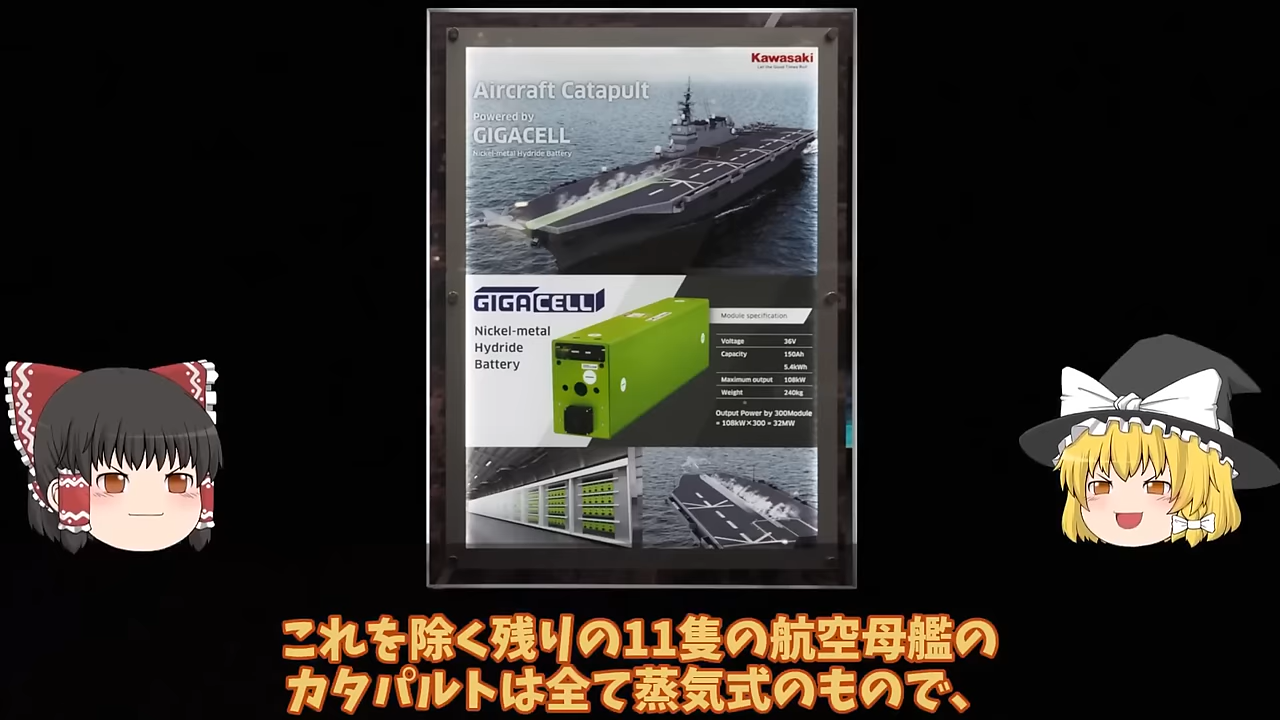 Kawasaki
Aircraft Catapult
Powered by
GIGACELL
Nickel-metal Hydride Battery
GIGACELL
Nickel-metal
Hydride
Battery
Module specification
Voltage 36V
Capacity 150Ah
5.4kWh
Maximum output 108kW
Weight 240kg
Output Power by 300Module
= 108kW×300 = 32MW
これを除く残りの11隻の航空母艦の
カタパルトは全て蒸気式のもので、